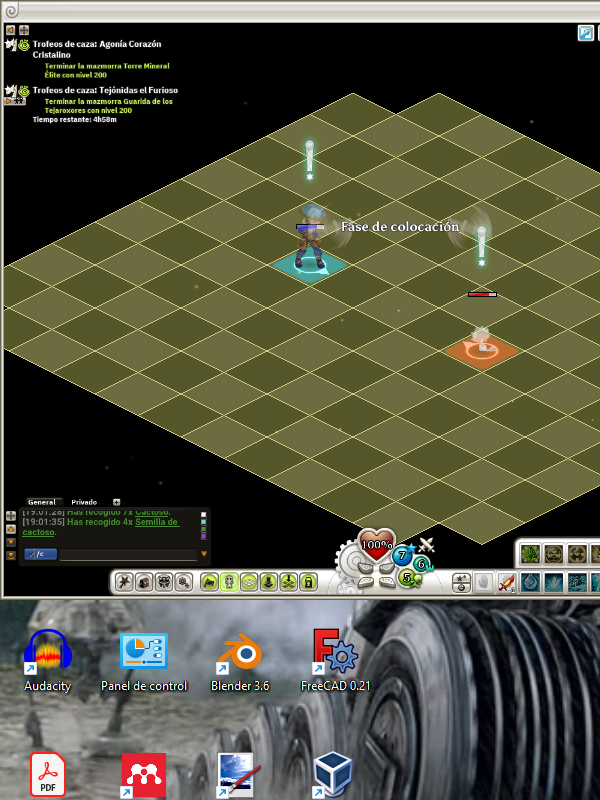 Trofeos de caza: Agonía Corazón
Cristalino
Terminar la mazmorra Torre Mineral
Élite con nivel 200
Trofeos de caza: Tejónidas el Furioso
Terminar la mazmorra Guarida de los
Tejaroxores con nivel 200
Tiempo restante: 4h58m
Fase de colocación
General
Privado
[19:01:28] Has recogido 7x Cactoso.
[19:01:35] Has recogido 4x Semilla de
cactoso.
/c
100%
7
6
5
Audacity
Panel de control
Blender 3.6
FreeCAD 0.21
PDF